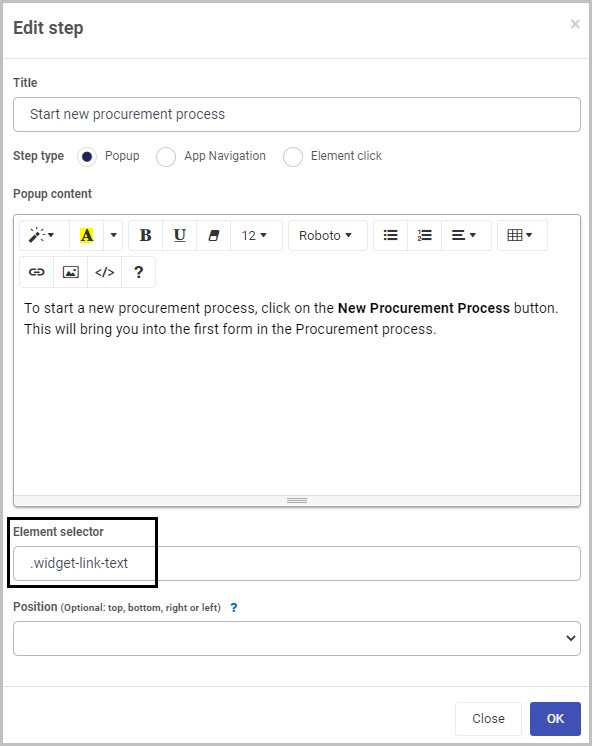 Edit step
×
Title
Start new procurement process
Step type Popup App Navigation Element click
Popup content
A B U 12 Roboto
</> ?
To start a new procurement process, click on the New Procurement Process button.
This will bring you into the first form in the Procurement process.
Element selector
.widget-link-text
Position (Optional: top, bottom, right or left) ?
Close OK